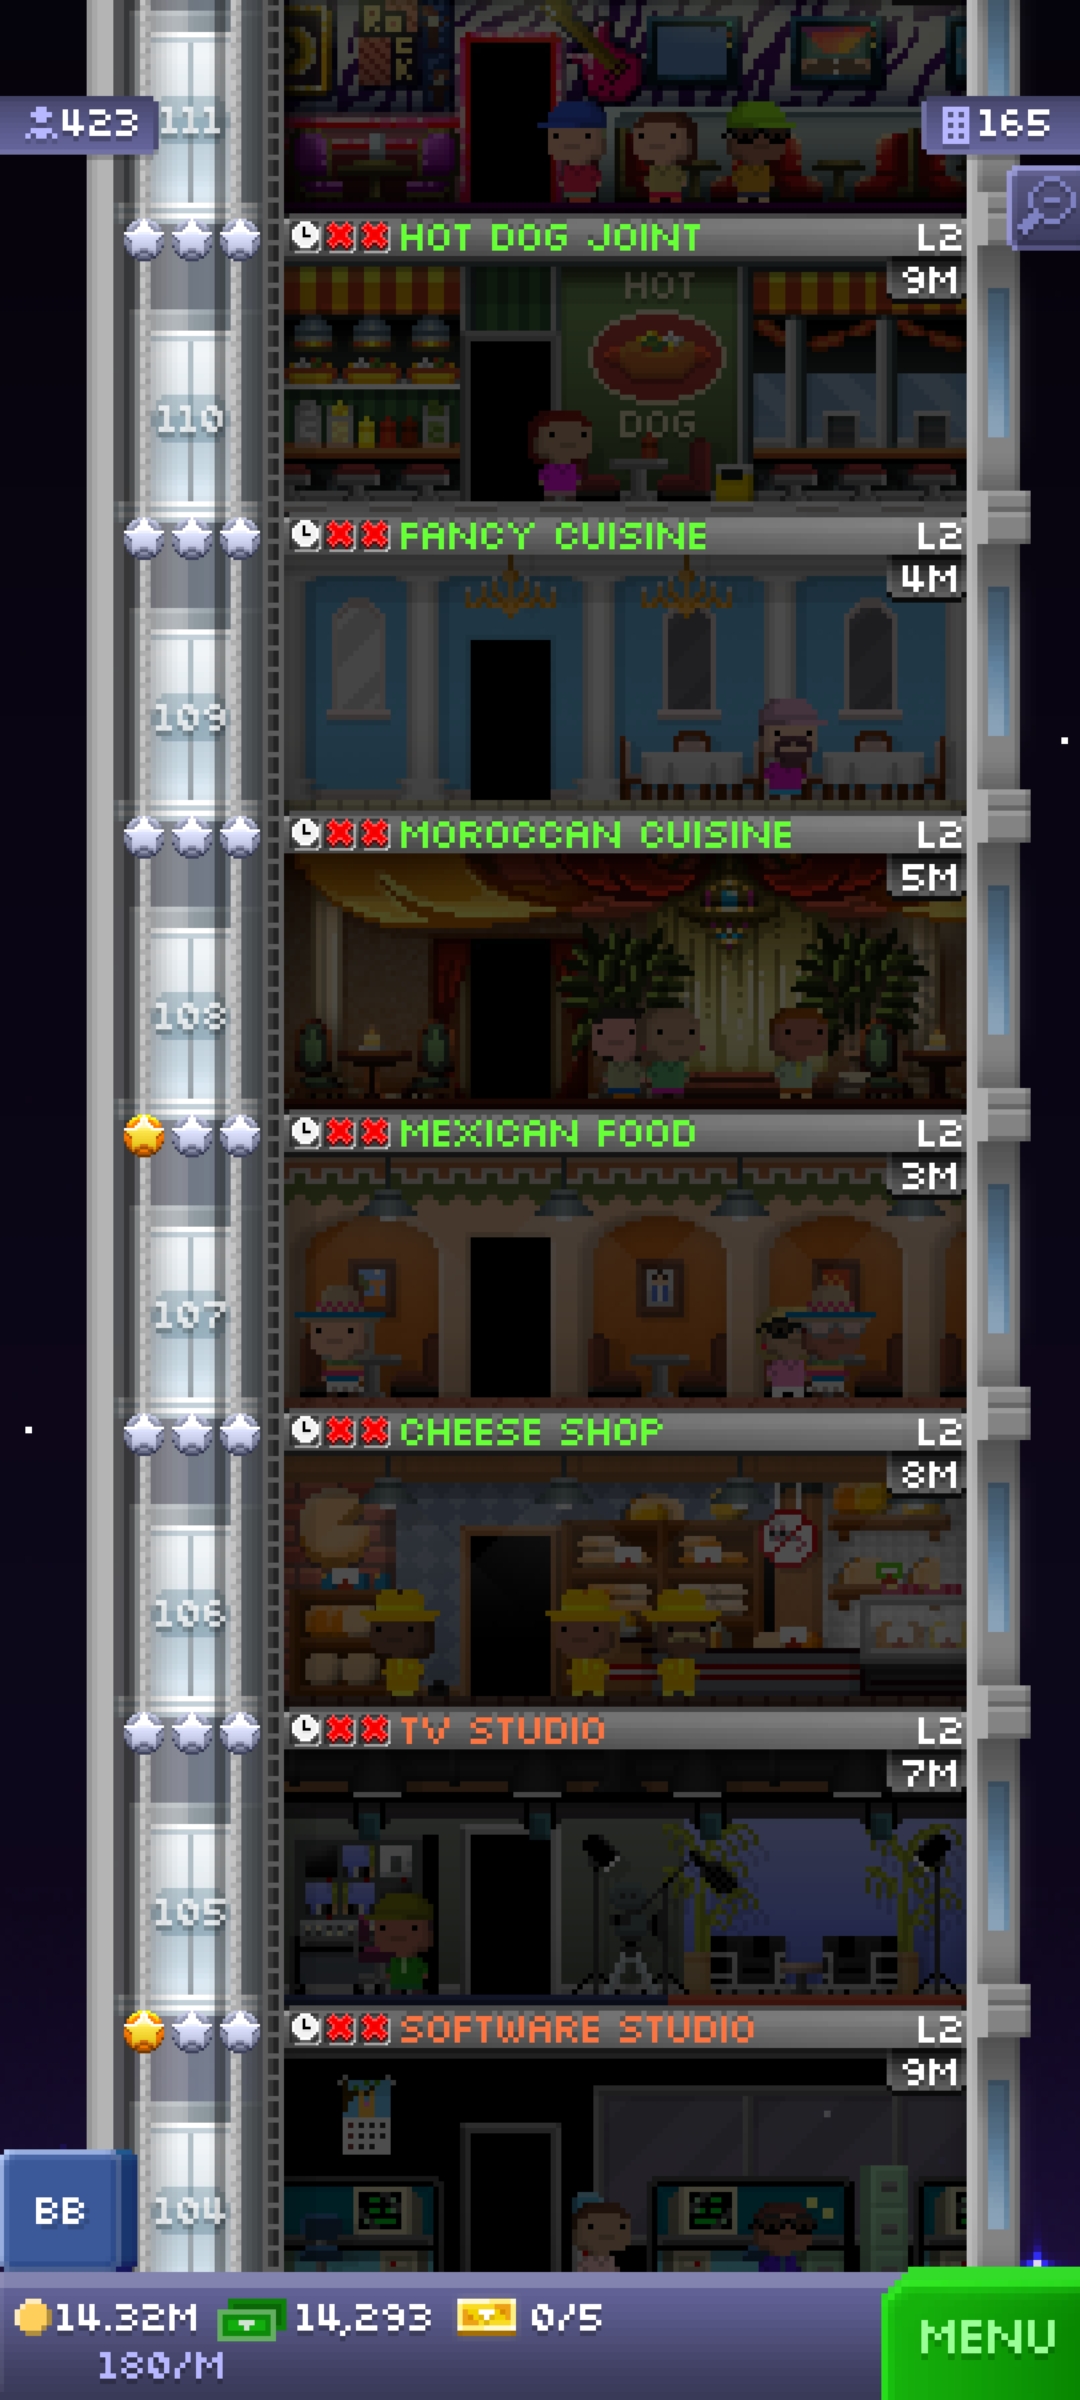 ROCK
423
111
165
HOT DOG JOINT L2
9M
HOT
DOG
110
FANCY CUISINE L2
4M
109
MOROCCAN CUISINE L2
5M
108
MEXICAN FOOD L2
3M
107
CHEESE SHOP L2
8M
106
TV STUDIO L2
7M
105
SOFTWARE STUDIO L2
9M
BB
104
14.32M 14,293 0/5
180/M
MENU